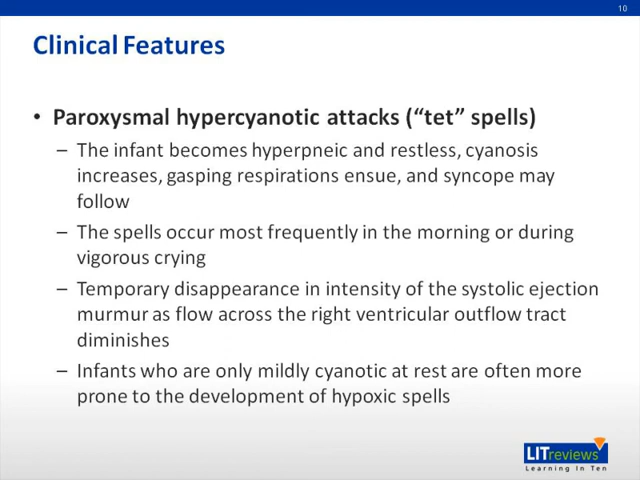 10
Clinical Features
• Paroxysmal hypercyanotic attacks (“tet” spells)
– The infant becomes hyperpneic and restless, cyanosis
increases, gasping respirations ensue, and syncope may
follow
– The spells occur most frequently in the morning or during
vigorous crying
– Temporary disappearance in intensity of the systolic ejection
murmur as flow across the right ventricular outflow tract
diminishes
– Infants who are only mildly cyanotic at rest are often more
prone to the development of hypoxic spells
LITreviews
Learning In Ten